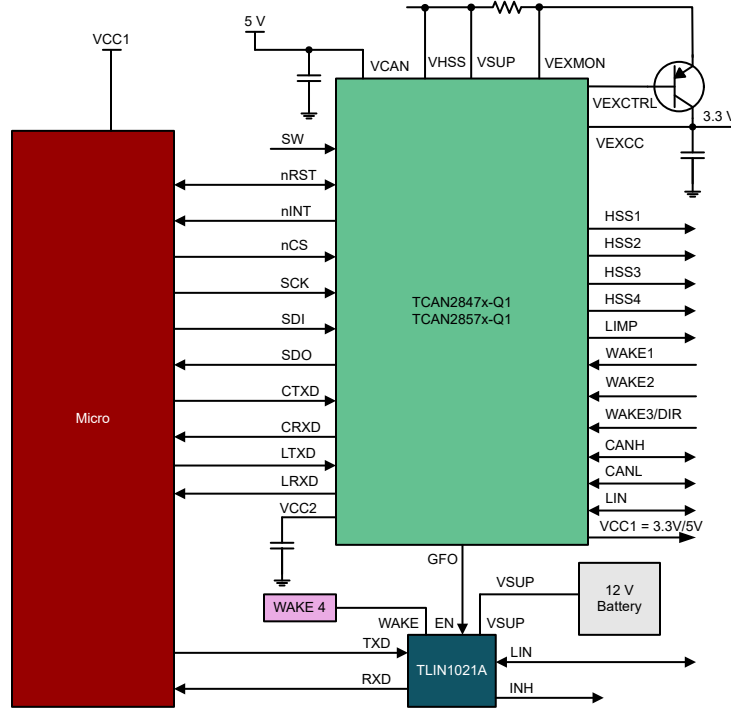 5 V
VCC1
VCAN
VHSS
VSUP
VEXMON
VEXCTRL
3.3 V
VEXCC
SW
nRST
nINT
nCS
SCK
SDI
SDO
CTXD
CRXD
LTXD
LRXD
VCC2
Micro
TCAN2847x-Q1
TCAN2857x-Q1
HSS1
HSS2
HSS3
HSS4
LIMP
WAKE1
WAKE2
WAKE3/DIR
CANH
CANL
LIN
VCC1 = 3.3V/5V
GFO
VSUP
12 V
Battery
WAKE 4
WAKE
EN
VSUP
TXD
RXD
TLIN1021A
LIN
INH